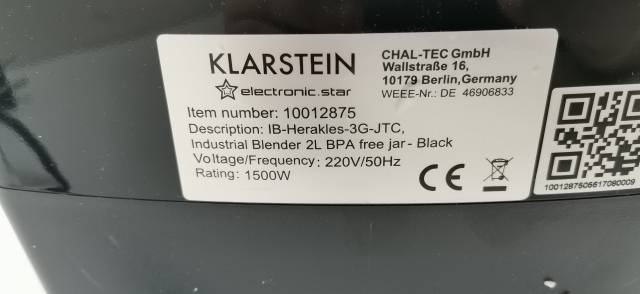 KLARSTEIN
electronic.star
CHAL-TEC GmbH
Wallstraße 16,
10179 Berlin,Germany
WEEE-Nr.: DE 46906833
Item number: 10012875
Description: IB-Herakles-3G-JTC,
Industrial Blender 2L BPA free jar - Black
Voltage/Frequency: 220V/50Hz
Rating: 1500W
CE
1001287505617080009